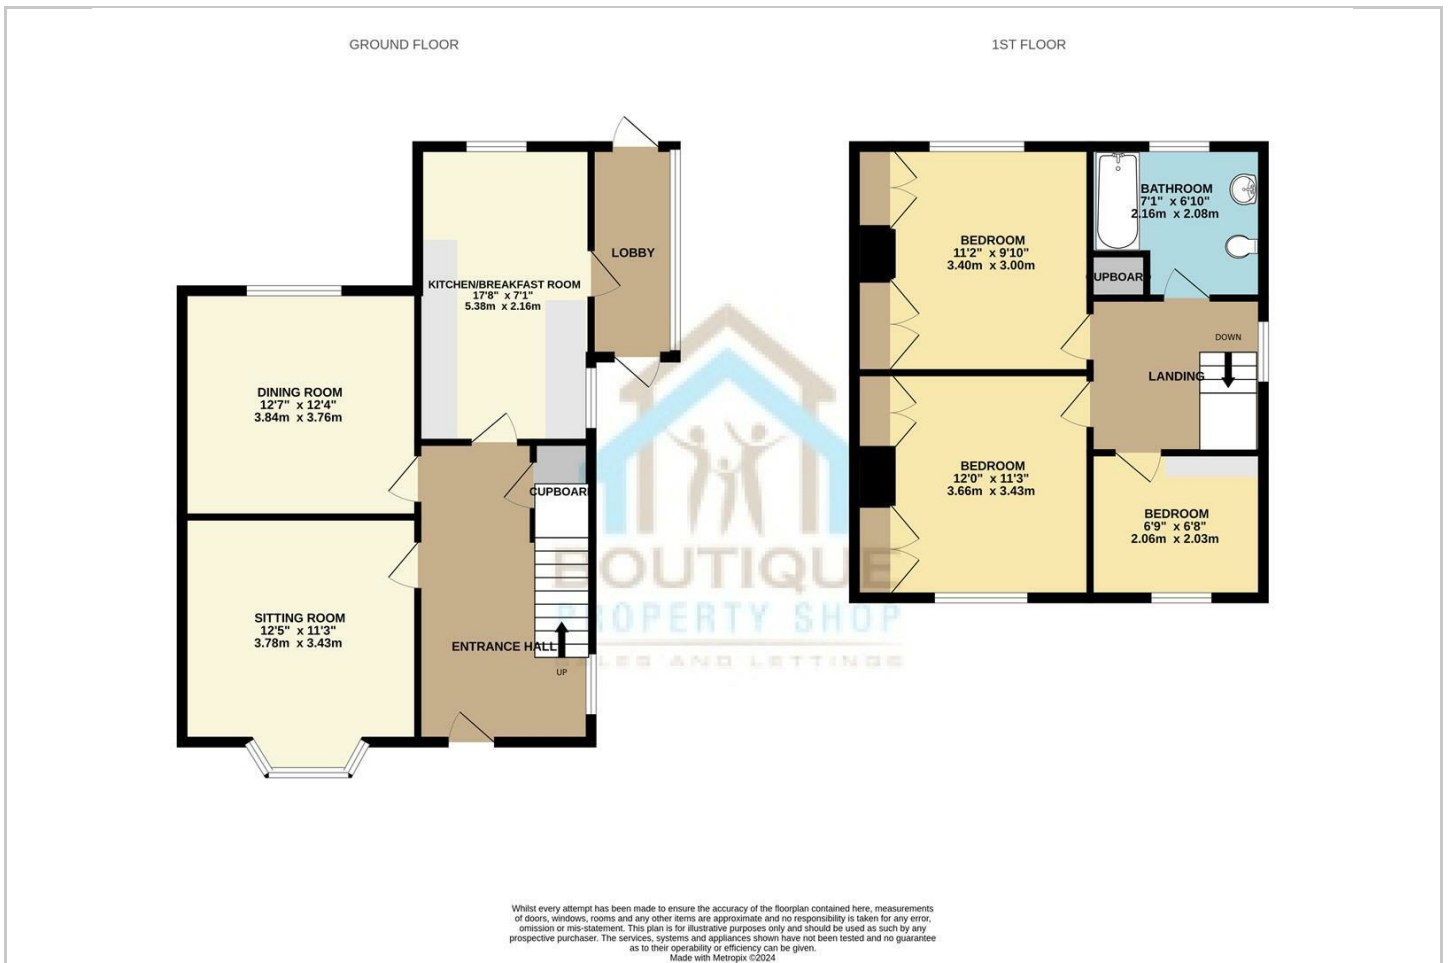 GROUND FLOOR
1ST FLOOR
KITCHEN/BREAKFAST ROOM
17'8" x 7'1"
5.38m x 2.16m
LOBBY
DINING ROOM
12'7" x 12'4"
3.84m x 3.76m
CUPBOARD
SITTING ROOM
12'5" x 11'3"
3.78m x 3.43m
ENTRANCE HALL
UP
BEDROOM
11'2" x 9'10"
3.40m x 3.00m
BATHROOM
7'1" x 6'10"
2.16m x 2.08m
CUPBOARD
DOWN
LANDING
BEDROOM
12'0" x 11'3"
3.66m x 3.43m
BEDROOM
6'9" x 6'8"
2.06m x 2.03m
BOUTIQUE
PROPERTY SHOP
SALES AND LETTINGS
Whilst every attempt has been made to ensure the accuracy of the floorplan contained here, measurements
of doors, windows, rooms and any other items are approximate and no responsibility is taken for any error,
omission or mis-statement. This plan is for illustrative purposes only and should be used as such by any
prospective purchaser. The services, systems and appliances shown have not been tested and no guarantee
as to their operability or efficiency can be given.
Made with Metropix ©2024